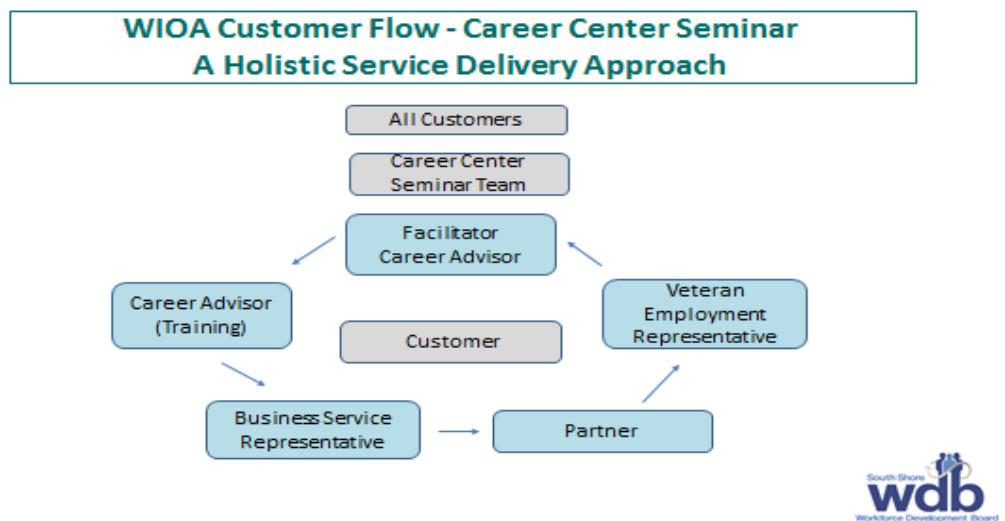 WIOA Customer Flow - Career Center Seminar
A Holistic Service Delivery Approach
All Customers
Career Center
Seminar Team
Facilitator
Career Advisor
Career Advisor
(Training)
Veteran
Employment
Representative
Customer
Business Service
Representative
Partner
South Shore
wdb
Workforce Development Board